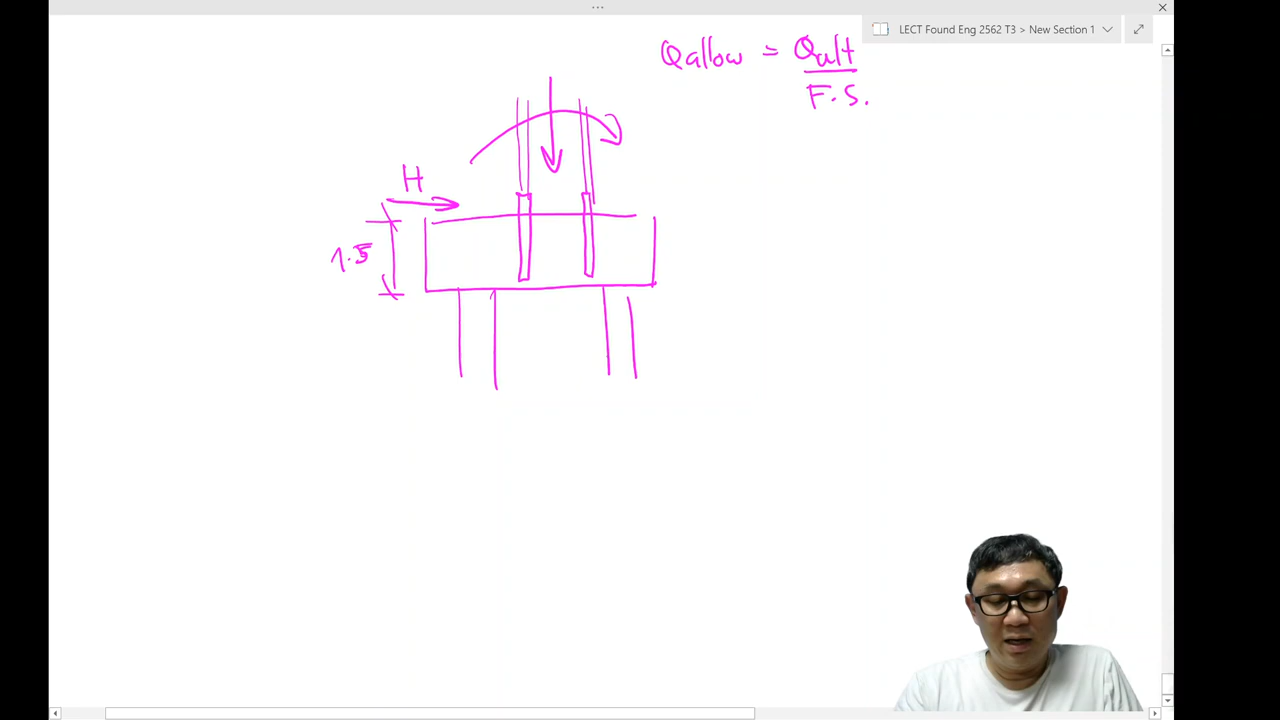 LECT Found Eng 2562 T3 > New Section 1
Qallow = Qult
F.S.
H
1.5